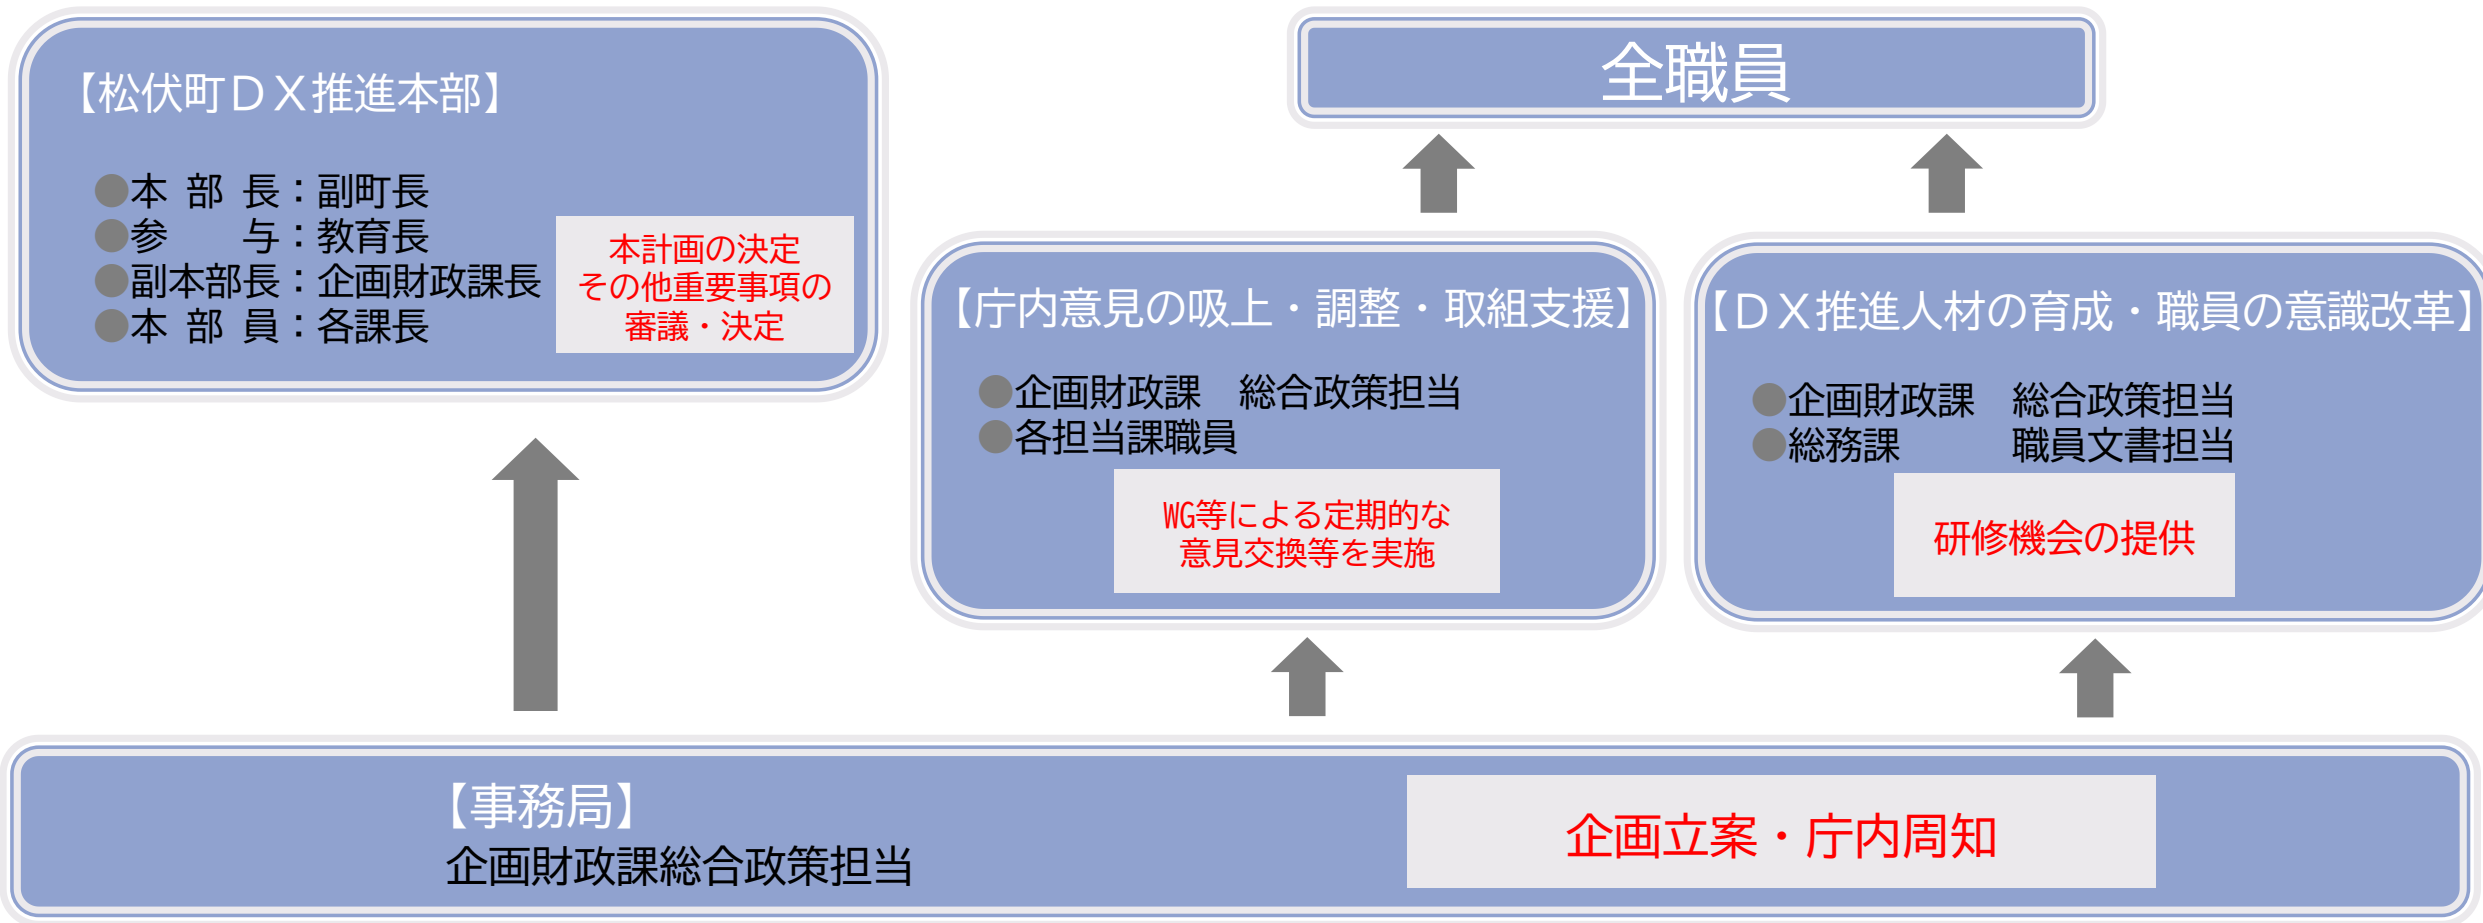 【松伏町ＤＸ推進本部】
●本 部 長：副町長
●参　　与：教育長
●副本部長：企画財政課長
●本 部 員：各課長
本計画の決定
その他重要事項の
審議・決定
全職員
【庁内意見の吸上・調整・取組支援】
●企画財政課　総合政策担当
●各担当課職員
WG等による定期的な
意見交換等を実施
【ＤＸ推進人材の育成・職員の意識改革】
●企画財政課　総合政策担当
●総務課　　　職員文書担当
研修機会の提供
【事務局】
企画財政課総合政策担当
企画立案・庁内周知